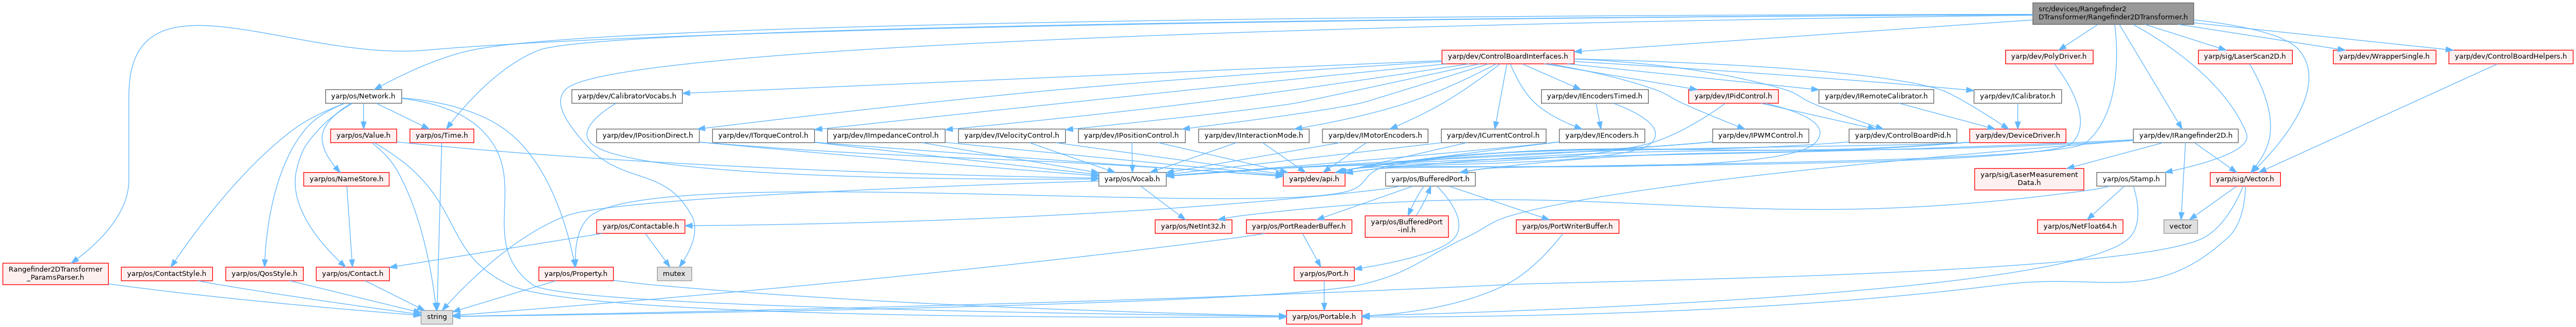 src/devices/Rangefinder2
DTransformer/Rangefinder2DTransformer.h
yarp/dev/ControlBoardInterfaces.h
yarp/dev/PolyDriver.h
yarp/sig/LaserScan2D.h
yarp/dev/WrapperSingle.h
yarp/dev/ControlBoardHelpers.h
yarp/os/Network.h
yarp/dev/CalibratorVocabs.h
yarp/dev/IEncodersTimed.h
yarp/dev/IPidControl.h
yarp/dev/IRemoteCalibrator.h
yarp/dev/ICalibrator.h
yarp/os/Value.h
yarp/os/Time.h
yarp/dev/IPositionDirect.h
yarp/dev/ITorqueControl.h
yarp/dev/IImpedanceControl.h
yarp/dev/IVelocityControl.h
yarp/dev/IPositionControl.h
yarp/dev/IInteractionMode.h
yarp/dev/IMotorEncoders.h
yarp/dev/ICurrentControl.h
yarp/dev/IEncoders.h
yarp/dev/IPWMControl.h
yarp/dev/ControlBoardPid.h
yarp/dev/DeviceDriver.h
yarp/dev/IRangefinder2D.h
yarp/os/NameStore.h
yarp/os/Vocab.h
yarp/dev/api.h
yarp/os/BufferedPort.h
yarp/sig/LaserMeasurement
Data.h
yarp/os/Stamp.h
yarp/sig/Vector.h
yarp/os/Contactable.h
yarp/os/NetInt32.h
yarp/os/PortReaderBuffer.h
yarp/os/BufferedPort
-inl.h
yarp/os/PortWriterBuffer.h
yarp/os/NetFloat64.h
vector
Rangefinder2DTransformer
_ParamsParser.h
yarp/os/ContactStyle.h
yarp/os/QosStyle.h
yarp/os/Contact.h
yarp/os/Property.h
mutex
yarp/os/Port.h
string
yarp/os/Portable.h